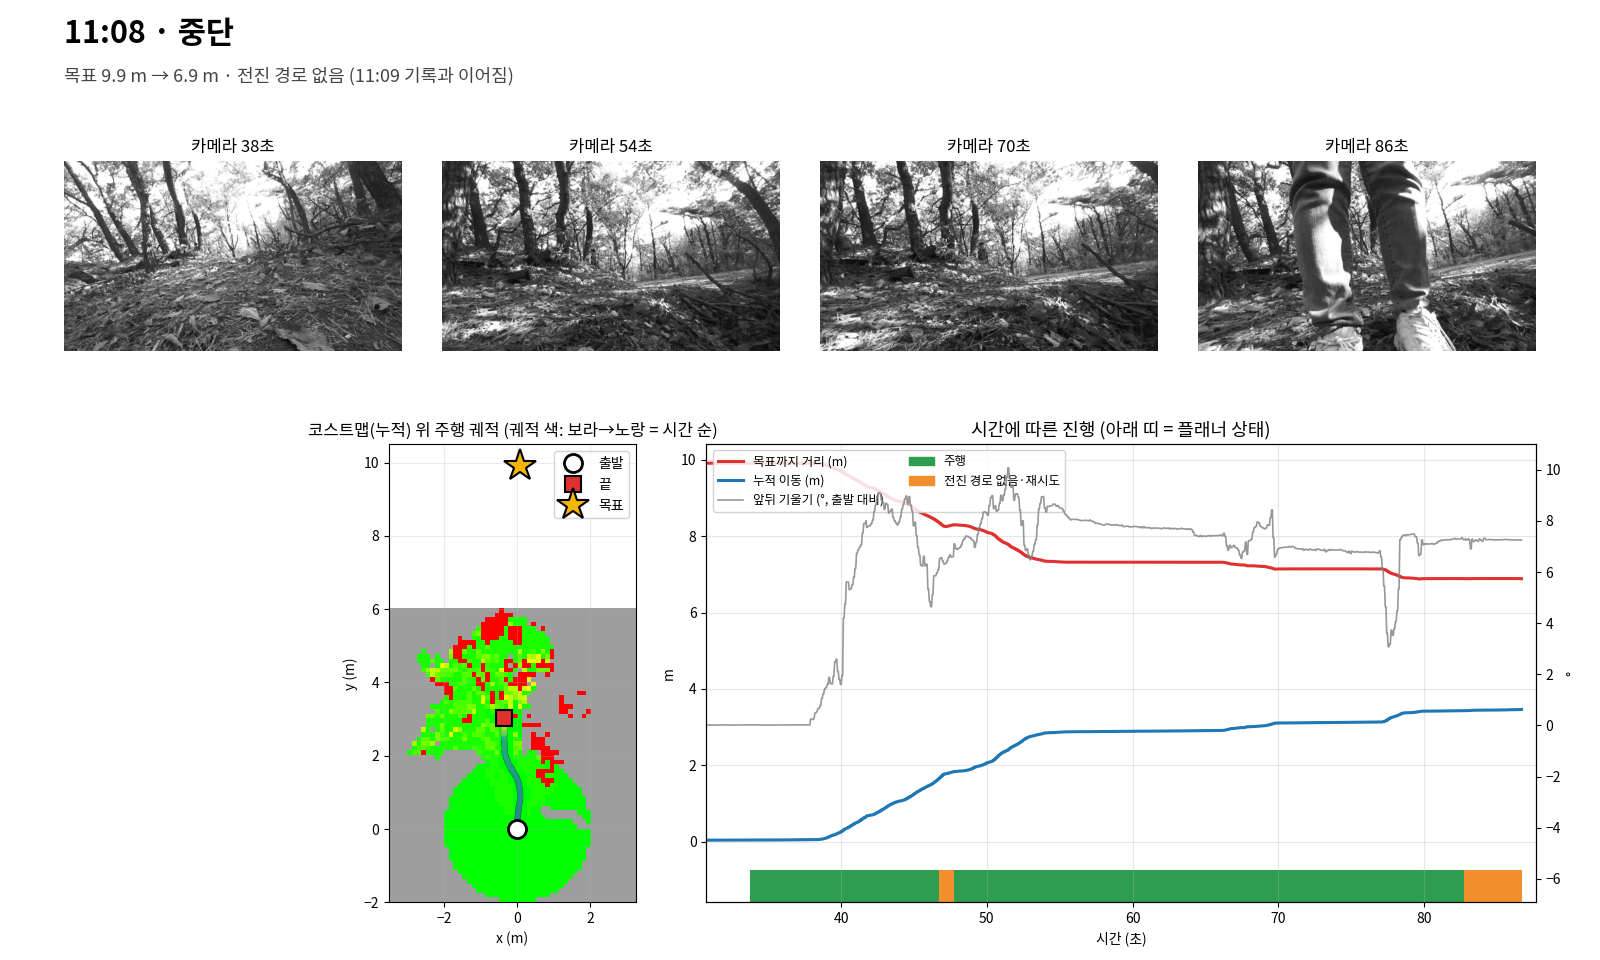 11:08 · 중단
목표 9.9 m → 6.9 m · 전진 경로 없음 (11:09 기록과 이어짐)
카메라 38초
카메라 54초
카메라 70초
카메라 86초
코스트맵(누적) 위 주행 궤적 (궤적 색: 보라→노랑 = 시간 순)
출발
끝
목표
10
8
6
4
2
0
−2
y (m)
−2
0
2
x (m)
시간에 따른 진행 (아래 띠 = 플래너 상태)
목표까지 거리 (m)
누적 이동 (m)
앞뒤 기울기 (°, 출발 대비)
주행
전진 경로 없음·재시도
10
8
6
4
2
0
m
10
8
6
4
2
0
−2
−4
−6
°
40
50
60
70
80
시간 (초)